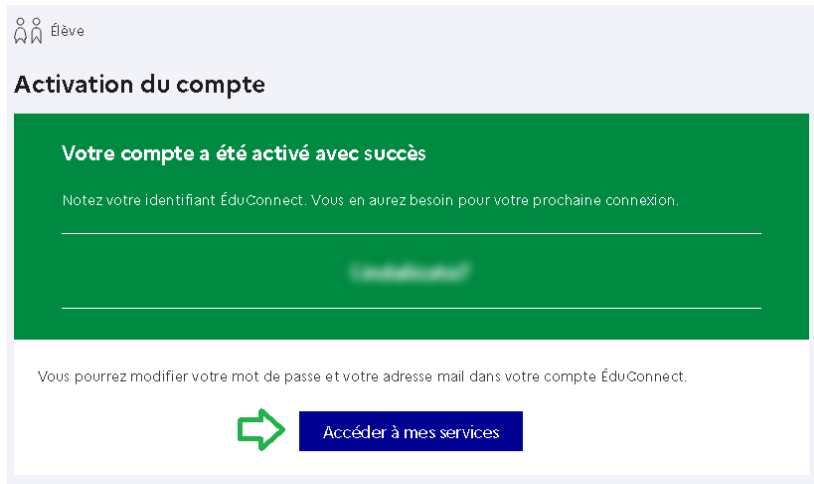 Élève
Activation du compte
Votre compte a été activé avec succès
Notez votre identifiant ÉduConnect. Vous en aurez besoin pour votre prochaine connexion.
Vous pourrez modifier votre mot de passe et votre adresse mail dans votre compte ÉduConnect.
Accéder à mes services